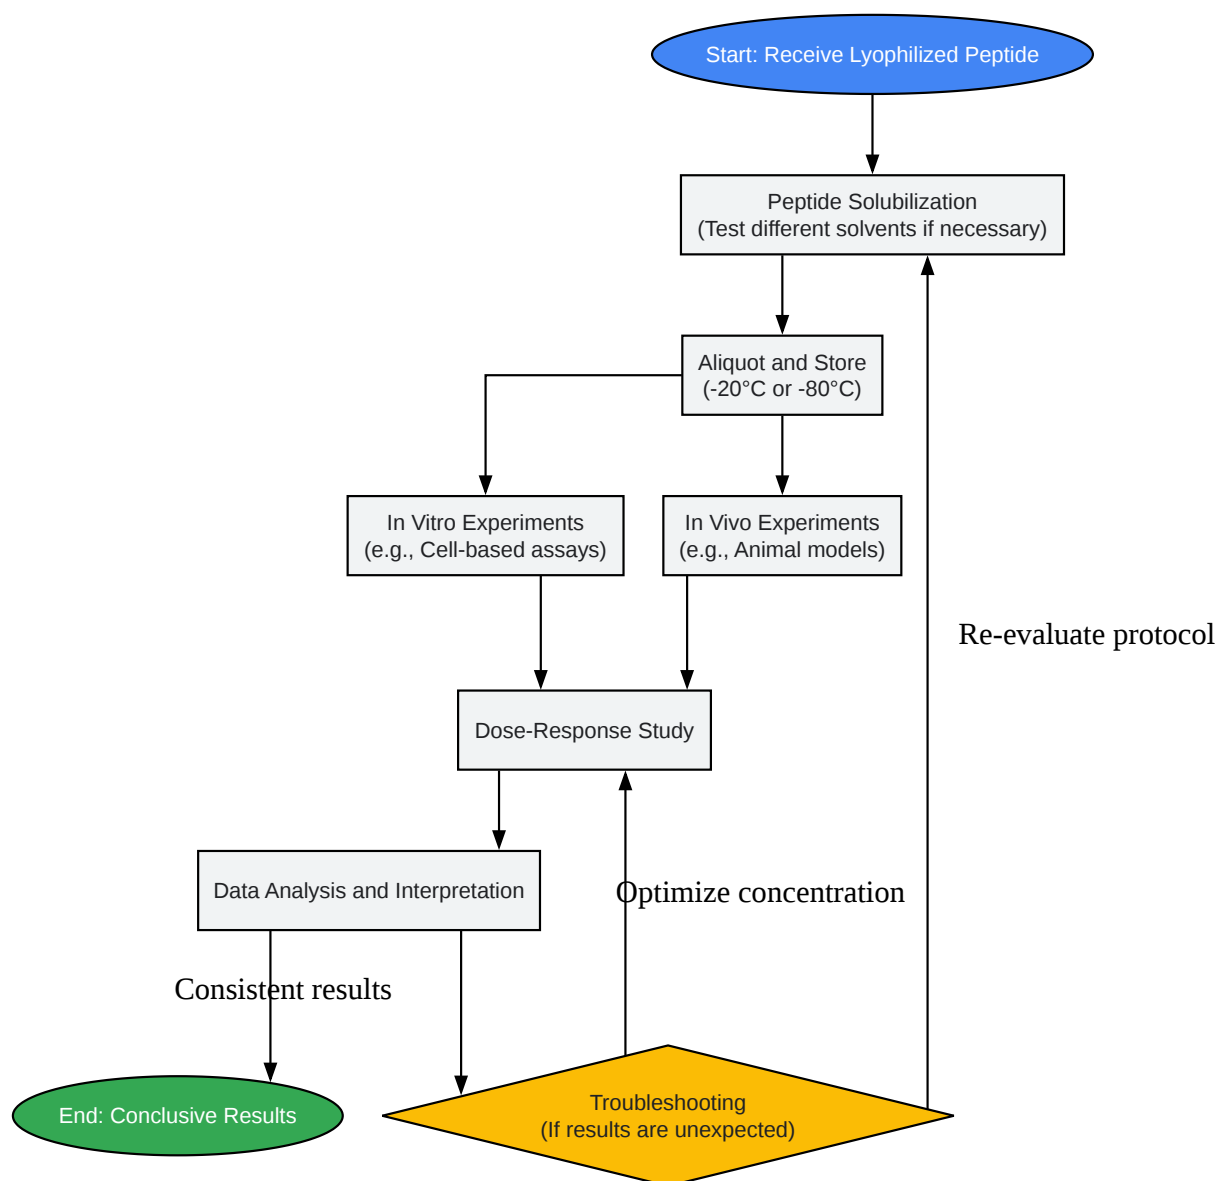 Start: Receive Lyophilized Peptide
Peptide Solubilization
(Test different solvents if necessary)
Aliquot and Store
(-20°C or -80°C)
In Vitro Experiments
(e.g., Cell-based assays)
In Vivo Experiments
(e.g., Animal models)
Re-evaluate protocol
Dose-Response Study
Data Analysis and Interpretation
Optimize concentration
Consistent results
End: Conclusive Results
Troubleshooting
(If results are unexpected)